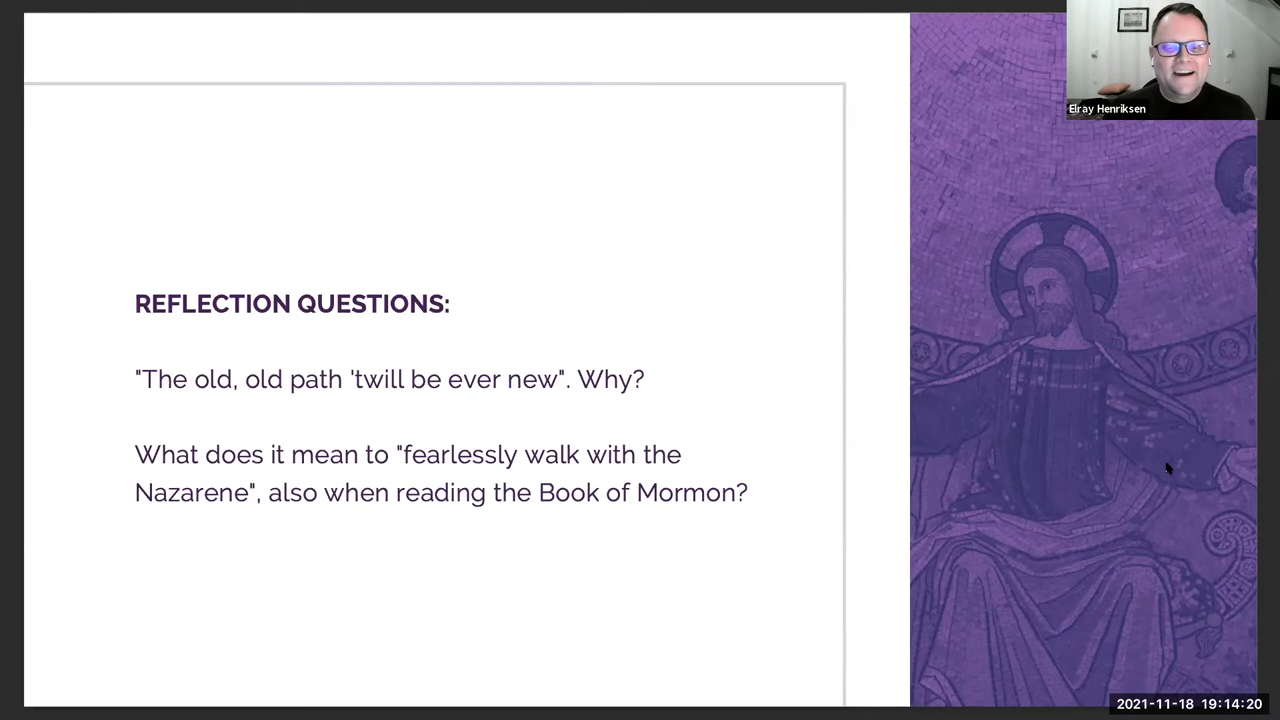 Elray Henriksen
REFLECTION QUESTIONS:
"The old, old path 'twill be ever new". Why?
What does it mean to "fearlessly walk with the
Nazarene", also when reading the Book of Mormon?
2021-11-18 19:14:20